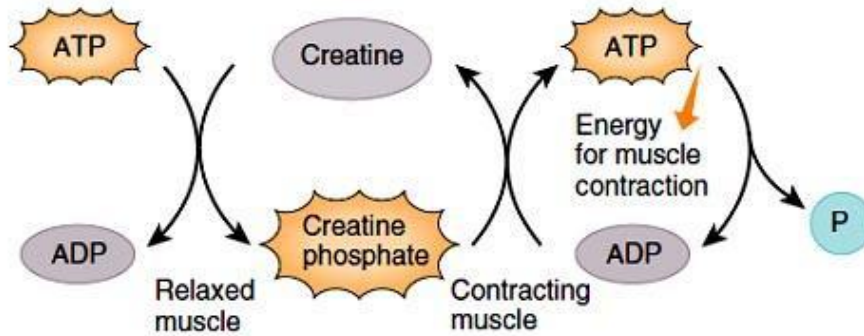 ATP
Creatine
ATP
Energy
for muscle
contraction
ADP
Creatine
phosphate
ADP
P
Relaxed
muscle
Contracting
muscle